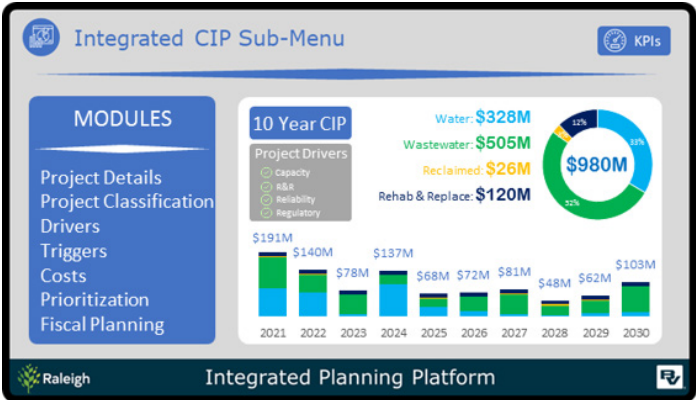 Integrated CIP Sub-Menu
KPIs
MODULES
Project Details
Project Classification
Drivers
Triggers
Costs
Prioritization
Fiscal Planning
10 Year CIP
Project Drivers
Capacity
R&R
Reliability
Regulatory
Water: $328M
Wastewater: $505M
Reclaimed: $26M
Rehab & Replace: $120M
12%
33%
52%
$980M
$191M
$140M
$78M
$137M
$68M
$72M
$81M
$48M
$62M
$103M
2021 2022 2023 2024 2025 2026 2027 2028 2029 2030
Raleigh
Integrated Planning Platform